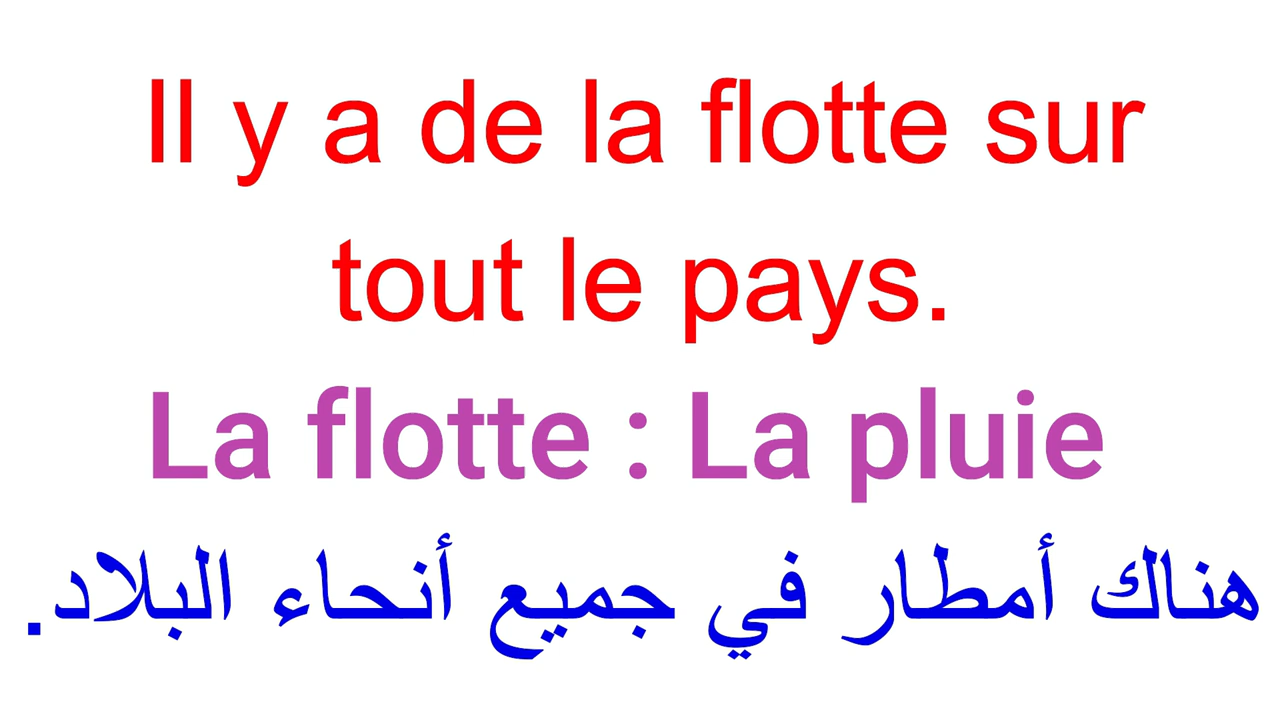 Il y a de la flotte sur
tout le pays.
La flotte : La pluie
هناك أمطار في جميع أنحاء البلاد.